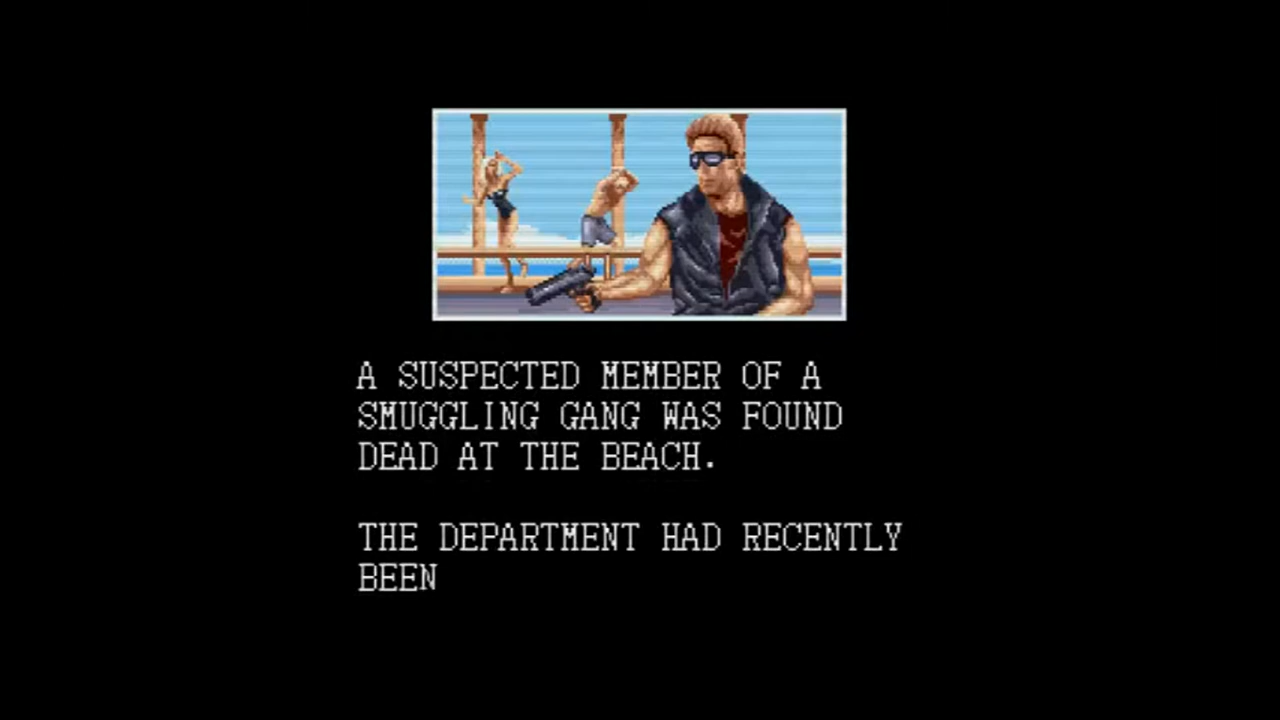 A SUSPECTED MEMBER OF A
SMUGGLING GANG WAS FOUND
DEAD AT THE BEACH.
THE DEPARTMENT HAD RECENTLY
BEEN